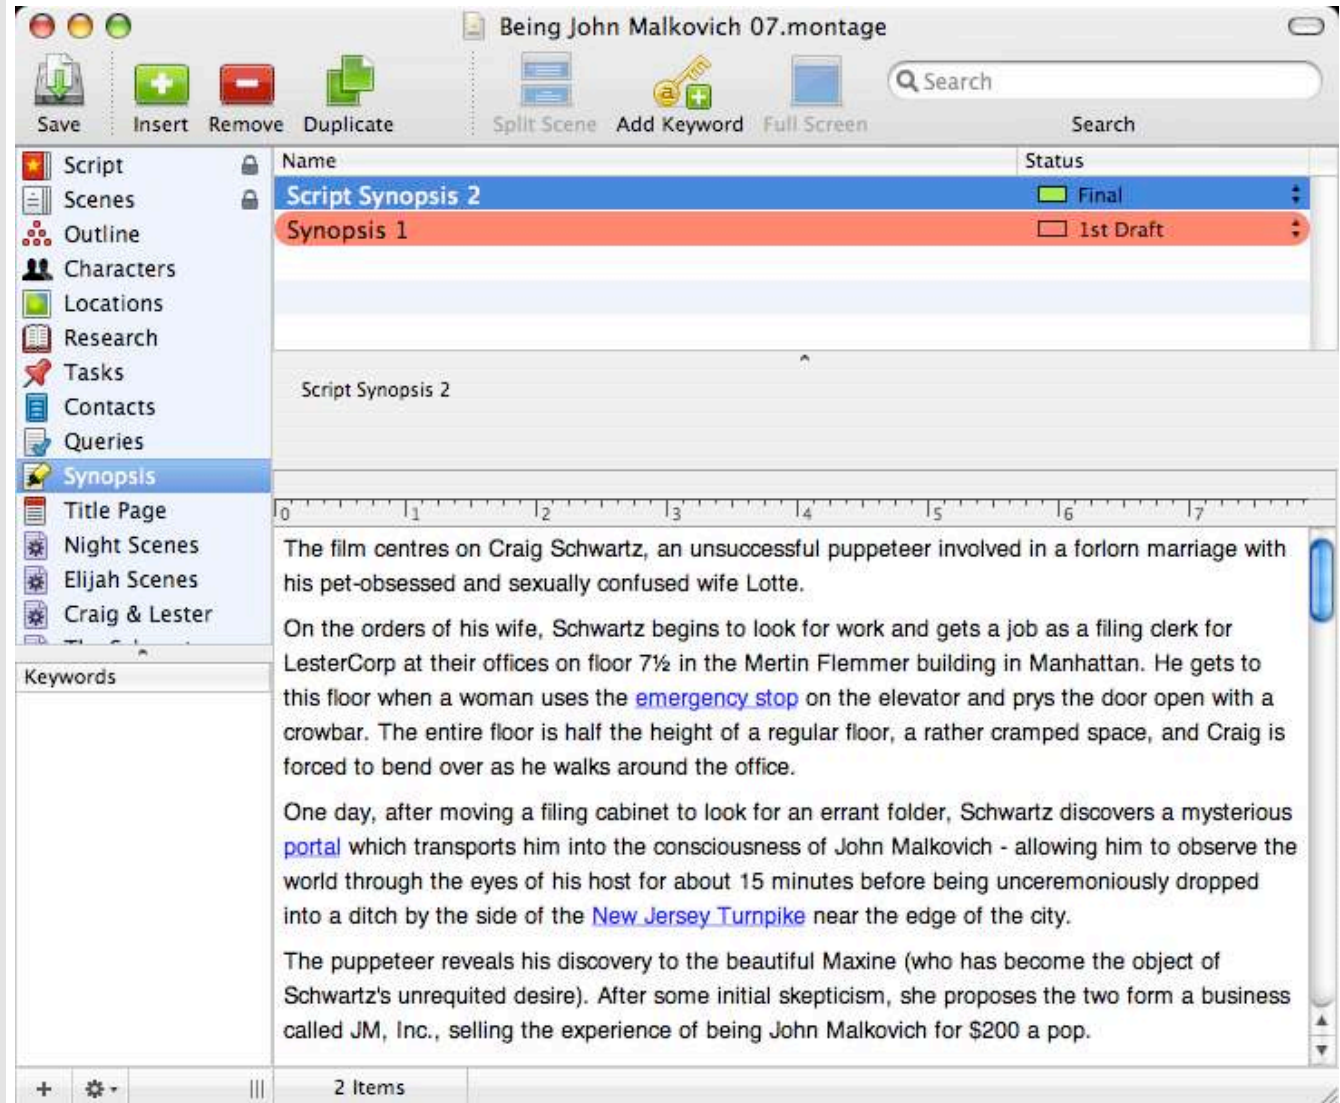 Being John Malkovich 07.montage
Save Insert Remove Duplicate Split Scene Add Keyword Full Screen Search
Search
Script
Scenes
Outline
Characters
Locations
Research
Tasks
Contacts
Queries
Synopsis
Title Page
Night Scenes
Elijah Scenes
Craig & Lester
Keywords
Name Status
Script Synopsis 2 Final
Synopsis 1 1st Draft
Script Synopsis 2
0 1 2 3 4 5 6 7
The film centres on Craig Schwartz, an unsuccessful puppeteer involved in a forlorn marriage with
his pet-obsessed and sexually confused wife Lotte.
On the orders of his wife, Schwartz begins to look for work and gets a job as a filing clerk for
LesterCorp at their offices on floor 7½ in the Mertin Flemmer building in Manhattan. He gets to
this floor when a woman uses the emergency stop on the elevator and prys the door open with a
crowbar. The entire floor is half the height of a regular floor, a rather cramped space, and Craig is
forced to bend over as he walks around the office.
One day, after moving a filing cabinet to look for an errant folder, Schwartz discovers a mysterious
portal which transports him into the consciousness of John Malkovich - allowing him to observe the
world through the eyes of his host for about 15 minutes before being unceremoniously dropped
into a ditch by the side of the New Jersey Turnpike near the edge of the city.
The puppeteer reveals his discovery to the beautiful Maxine (who has become the object of
Schwartz's unrequited desire). After some initial skepticism, she proposes the two form a business
called JM, Inc., selling the experience of being John Malkovich for $200 a pop.
2 Items